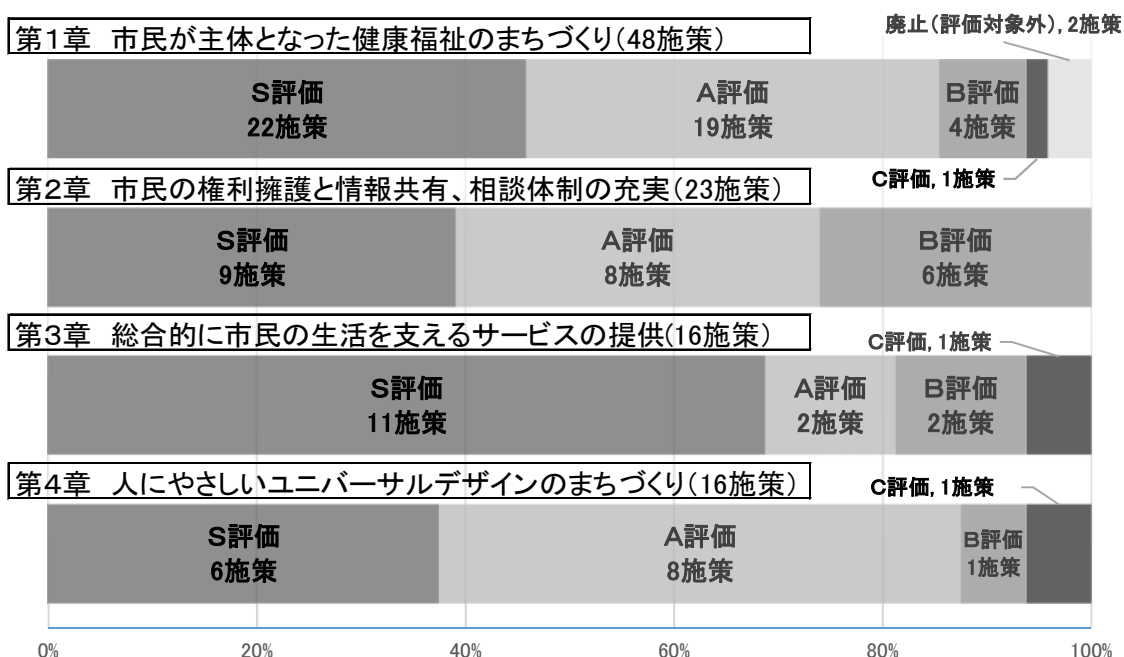 廃止(評価対象外), 2施策
第1章 市民が主体となった健康福祉のまちづくり(48施策)
S評価
22施策
A評価
19施策
B評価
4施策
C評価, 1施策
第2章 市民の権利擁護と情報共有、相談体制の充実(23施策)
S評価
9施策
A評価
8施策
B評価
6施策
第3章 総合的に市民の生活を支えるサービスの提供(16施策)
C評価, 1施策
S評価
11施策
A評価
2施策
B評価
2施策
第4章 人にやさしいユニバーサルデザインのまちづくり(16施策)
C評価, 1施策
S評価
6施策
A評価
8施策
B評価
1施策
0% 20% 40% 60% 80% 100%